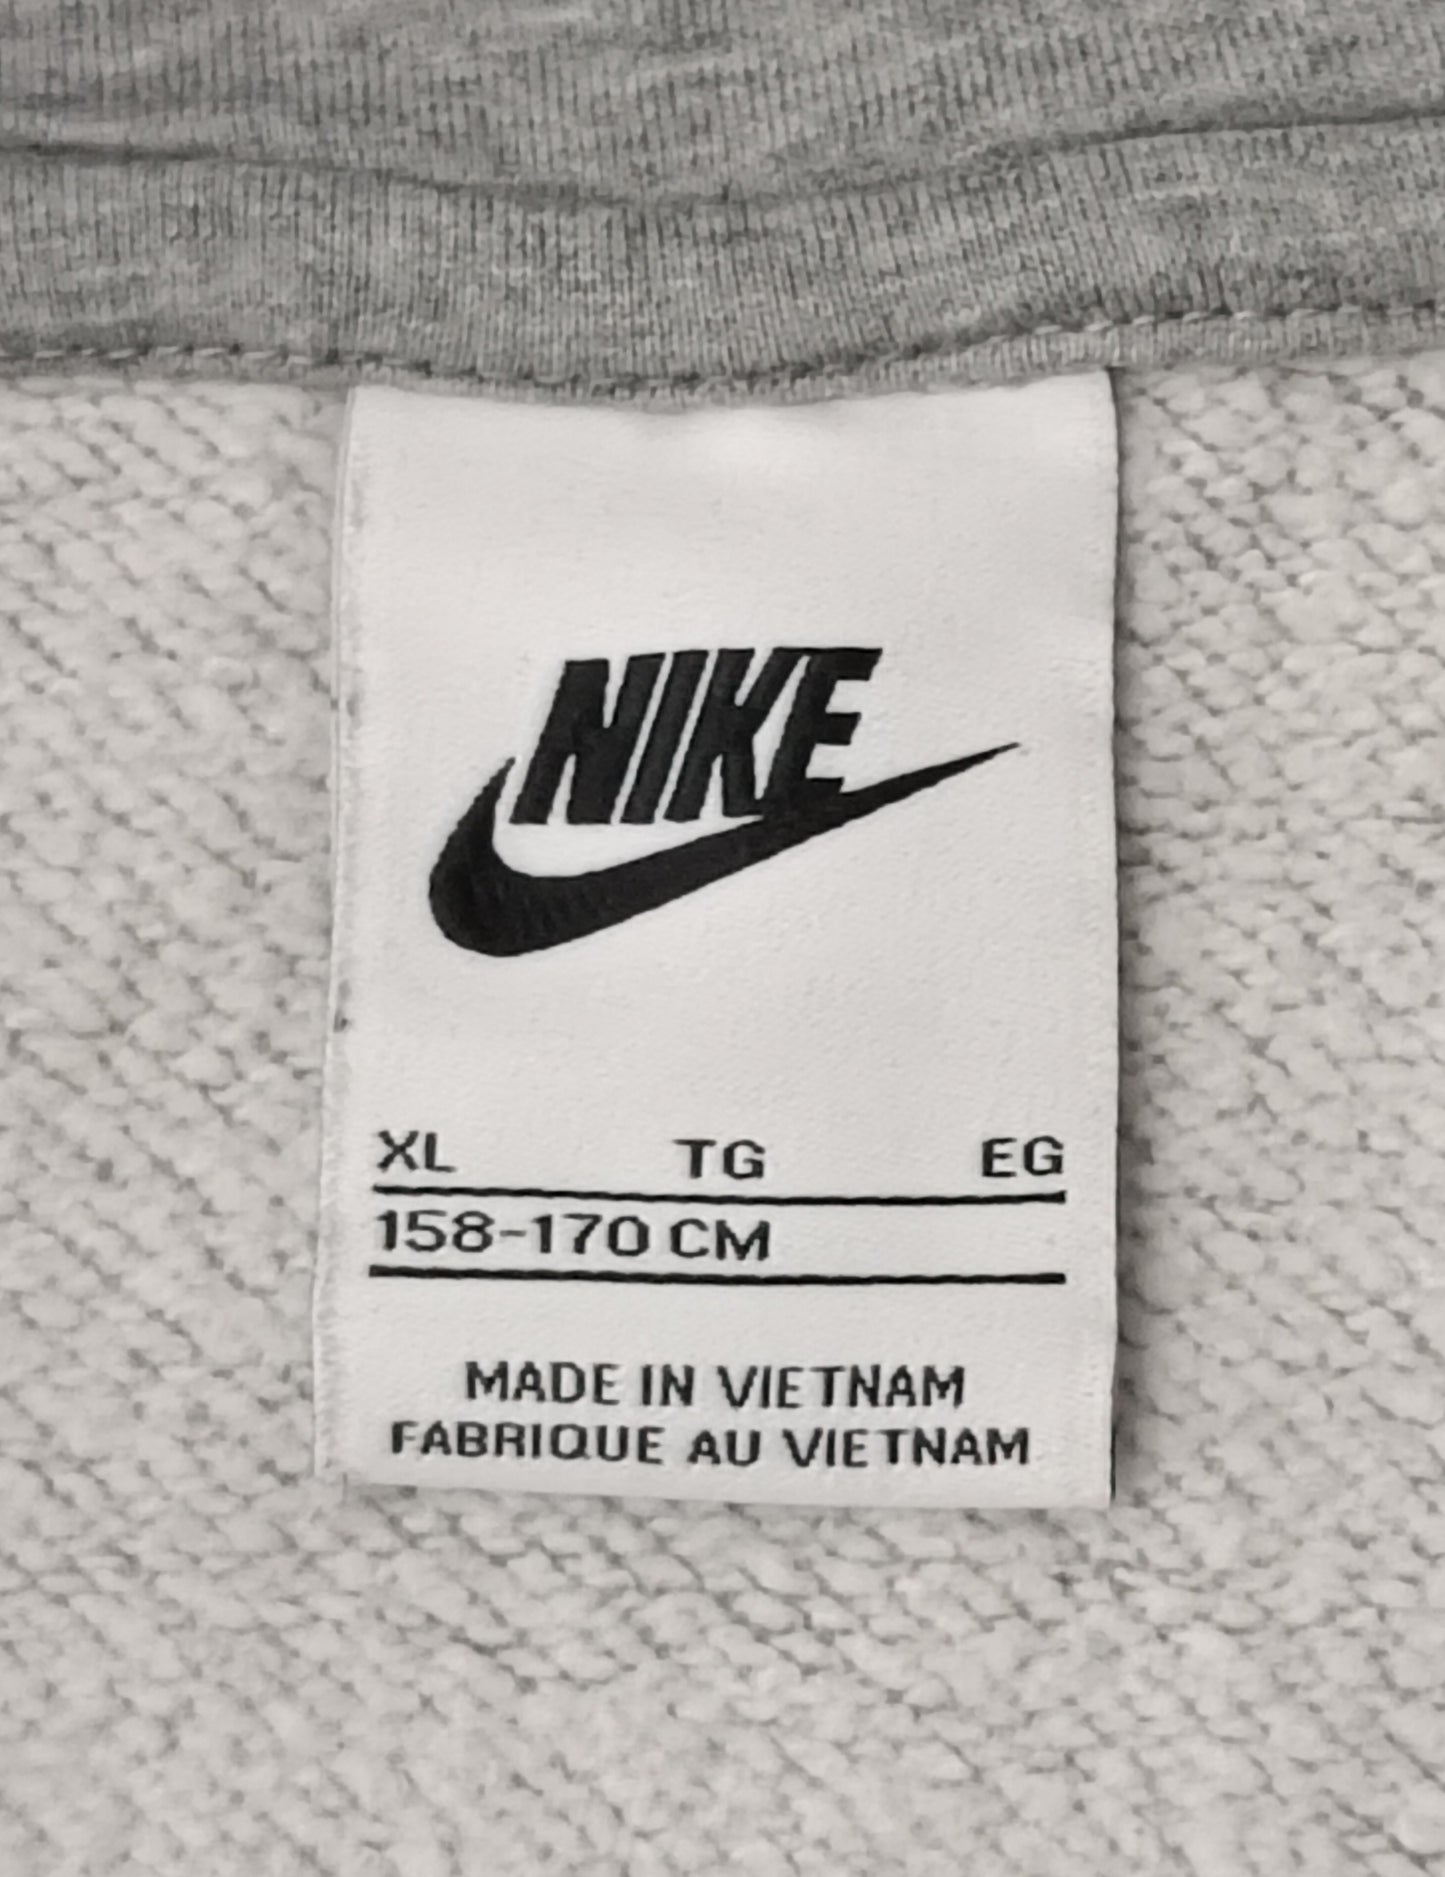 NIKE
XL TG EG
158-170 CM
MADE IN VIETNAM
FABRIQUE AU VIETNAM